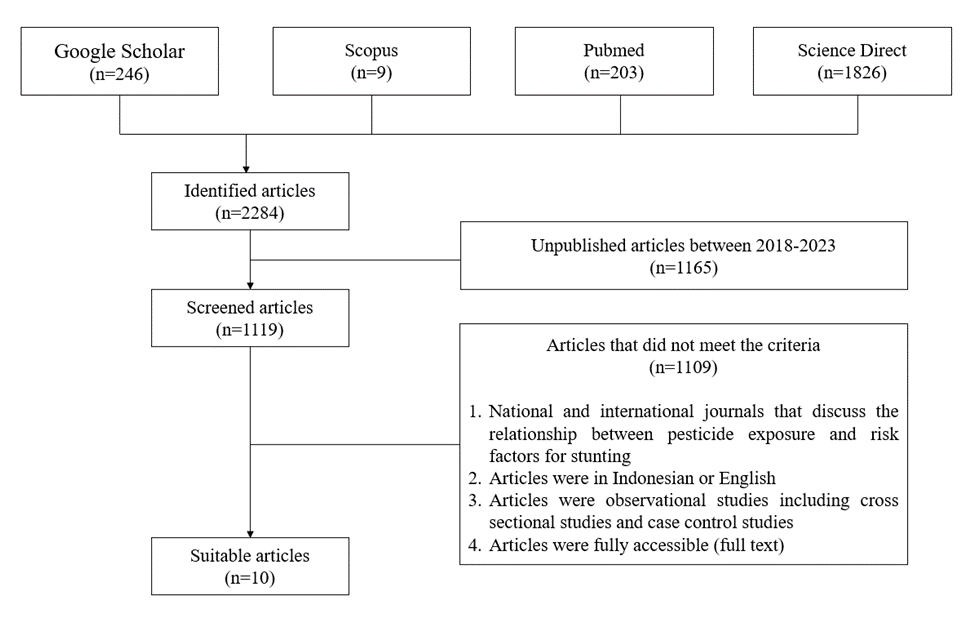 Google Scholar
(n=246)
Scopus
(n=9)
Pubmed
(n=203)
Science Direct
(n=1826)
Identified articles
(n=2284)
Unpublished articles between 2018-2023
(n=1165)
Screened articles
(n=1119)
Articles that did not meet the criteria
(n=1109)
1. National and international journals that discuss the
relationship between pesticide exposure and risk
factors for stunting
2. Articles were in Indonesian or English
3. Articles were observational studies including cross
sectional studies and case control studies
4. Articles were fully accessible (full text)
Suitable articles
(n=10)